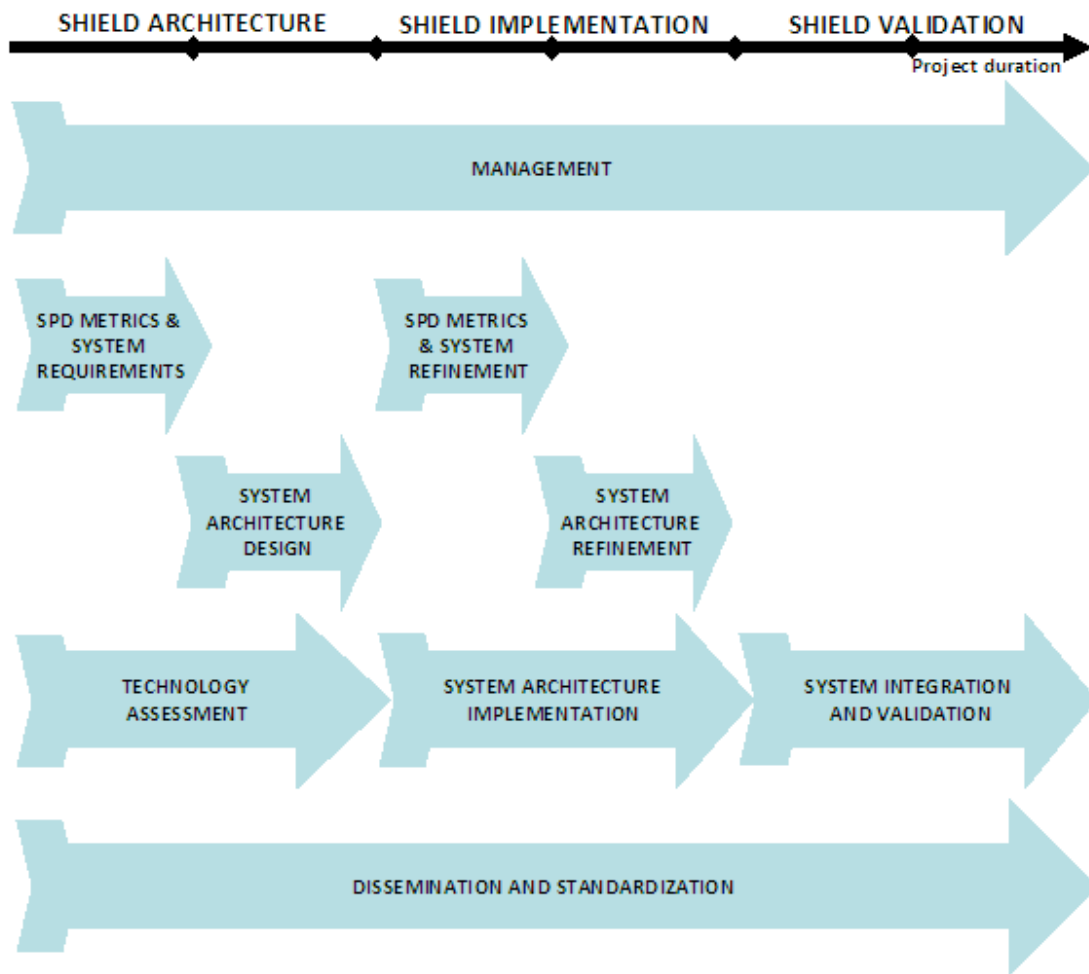 SHIELD ARCHITECTURE
SHIELD IMPLEMENTATION
SHIELD VALIDATION
Project duration
MANAGEMENT
SPD METRICS &
SYSTEM
REQUIREMENTS
SPD METRICS
& SYSTEM
REFINEMENT
SYSTEM
ARCHITECTURE
DESIGN
SYSTEM
ARCHITECTURE
REFINEMENT
TECHNOLOGY
ASSESSMENT
SYSTEM ARCHITECTURE
IMPLEMENTATION
SYSTEM INTEGRATION
AND VALIDATION
DISSEMINATION AND STANDARDIZATION